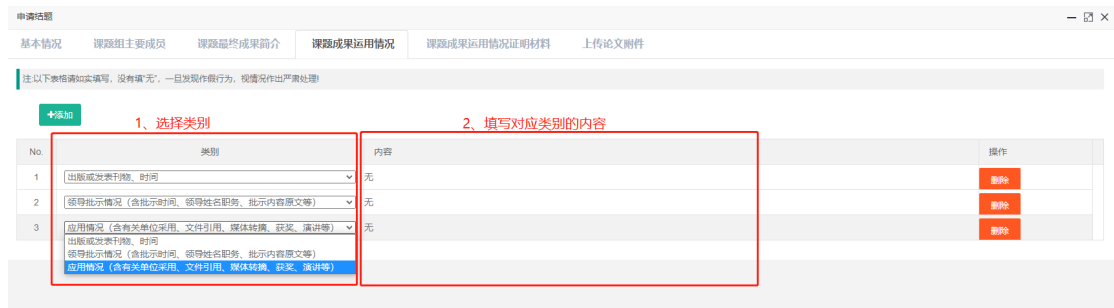 申请结题
基本情况 课题组主要成员 课题最终成果简介 课题成果运用情况 课题成果运用情况证明材料 上传论文附件
注:以下表格请如实填写，没有填“无”，一旦发现作假行为，视情况作出严肃处理!
+添加
1、选择类别 2、填写对应类别的内容
No. 类别 内容 操作
1 出版或发表刊物、时间 无 删除
2 领导批示情况（含批示时间、领导姓名职务、批示内容原文等） 无 删除
3 应用情况（含有关单位采用、文件引用、媒体转摘、获奖、演讲等） 无 删除
出版或发表刊物、时间
领导批示情况（含批示时间、领导姓名职务、批示内容原文等）
应用情况（含有关单位采用、文件引用、媒体转摘、获奖、演讲等）